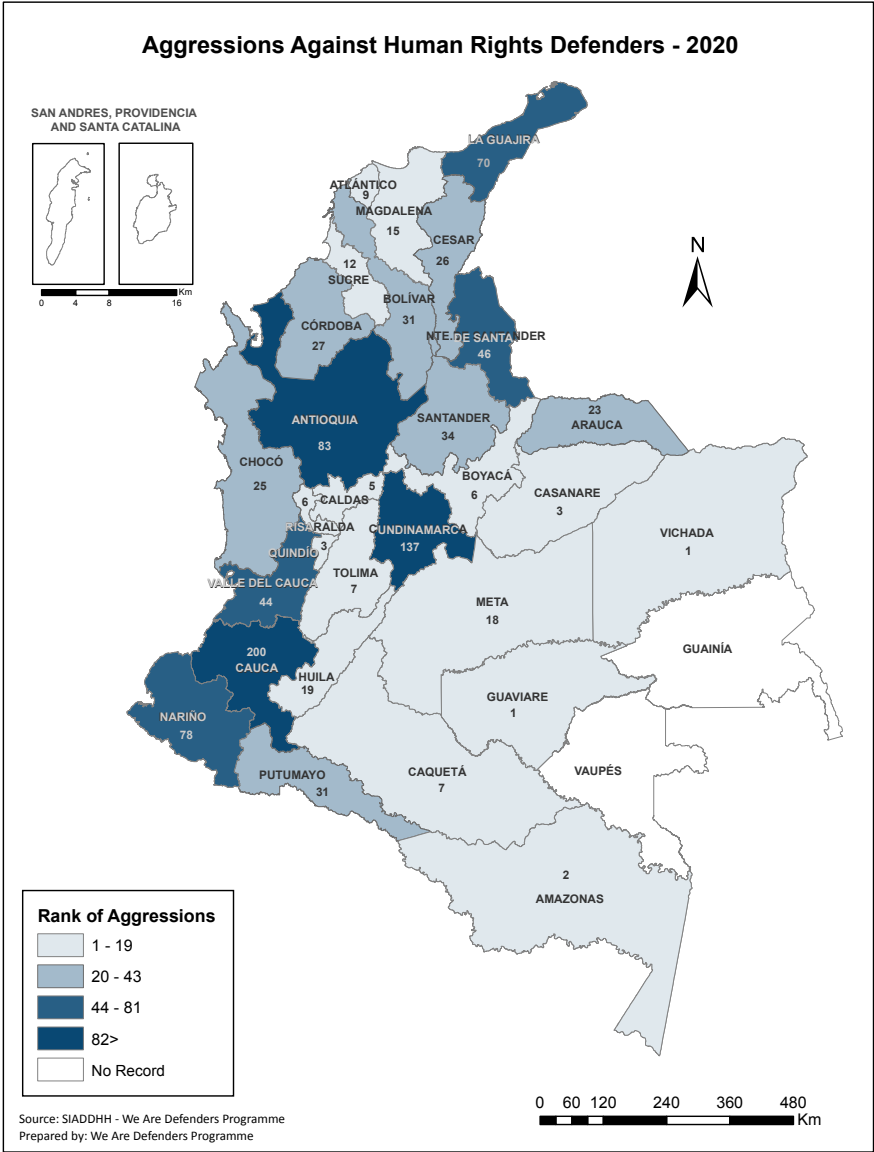 Aggressions Against Human Rights Defenders - 2020
SAN ANDRES, PROVIDENCIA
AND SANTA CATALINA
Km
0 4 8 16
N
LA GUAJIRA
70
ATLÁNTICO
9
MAGDALENA
15
CESAR
26
12
SUCRE
BOLÍVAR
31
CÓRDOBA
27
NTE. DE SANTANDER
46
ANTIOQUIA
83
SANTANDER
34
23
ARAUCA
CHOCÓ
25
BOYACÁ
6
CASANARE
3
5
6
CALDAS
RISARALDA
CUNDINAMARCA
137
VICHADA
1
QUINDÍO
3
TOLIMA
7
VALLE DEL CAUCA
44
META
18
GUAINÍA
200
CAUCA
HUILA
19
GUAVIARE
1
NARIÑO
78
VAUPÉS
PUTUMAYO
31
CAQUETÁ
7
2
AMAZONAS
Rank of Aggressions
1 - 19
20 - 43
44 - 81
82>
No Record
0 60 120 240 360 480
Km
Source: SIADDHH - We Are Defenders Programme
Prepared by: We Are Defenders Programme